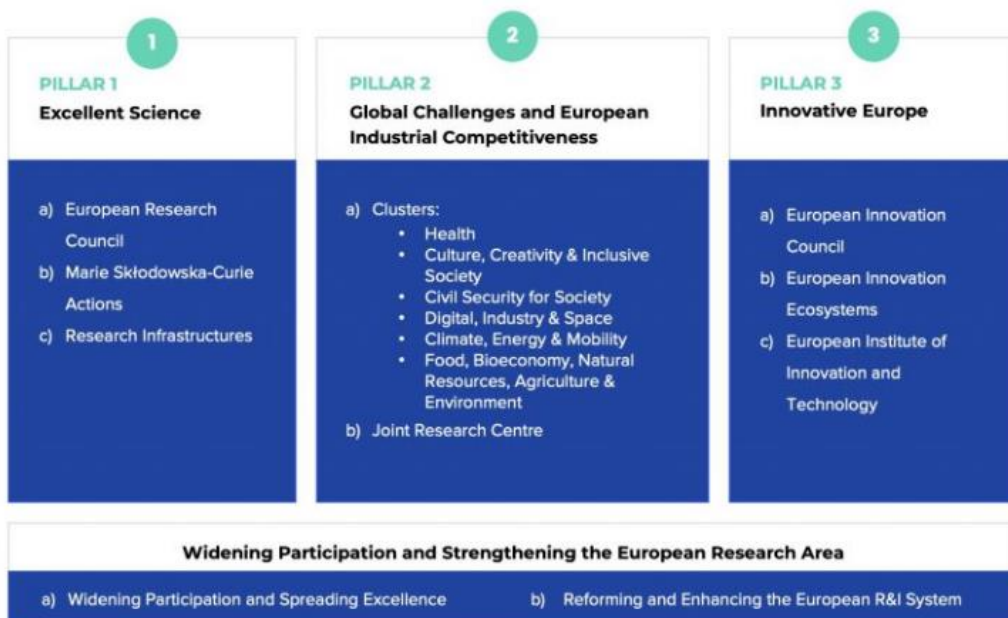 1
PILLAR 1
Excellent Science
a) European Research
Council
b) Marie Skłodowska-Curie
Actions
c) Research Infrastructures
2
PILLAR 2
Global Challenges and European
Industrial Competitiveness
a) Clusters:
• Health
• Culture, Creativity & Inclusive
Society
• Civil Security for Society
• Digital, Industry & Space
• Climate, Energy & Mobility
• Food, Bioeconomy, Natural
Resources, Agriculture &
Environment
b) Joint Research Centre
3
PILLAR 3
Innovative Europe
a) European Innovation
Council
b) European Innovation
Ecosystems
c) European Institute of
Innovation and
Technology
Widening Participation and Strengthening the European Research Area
a) Widening Participation and Spreading Excellence
b) Reforming and Enhancing the European R&I System